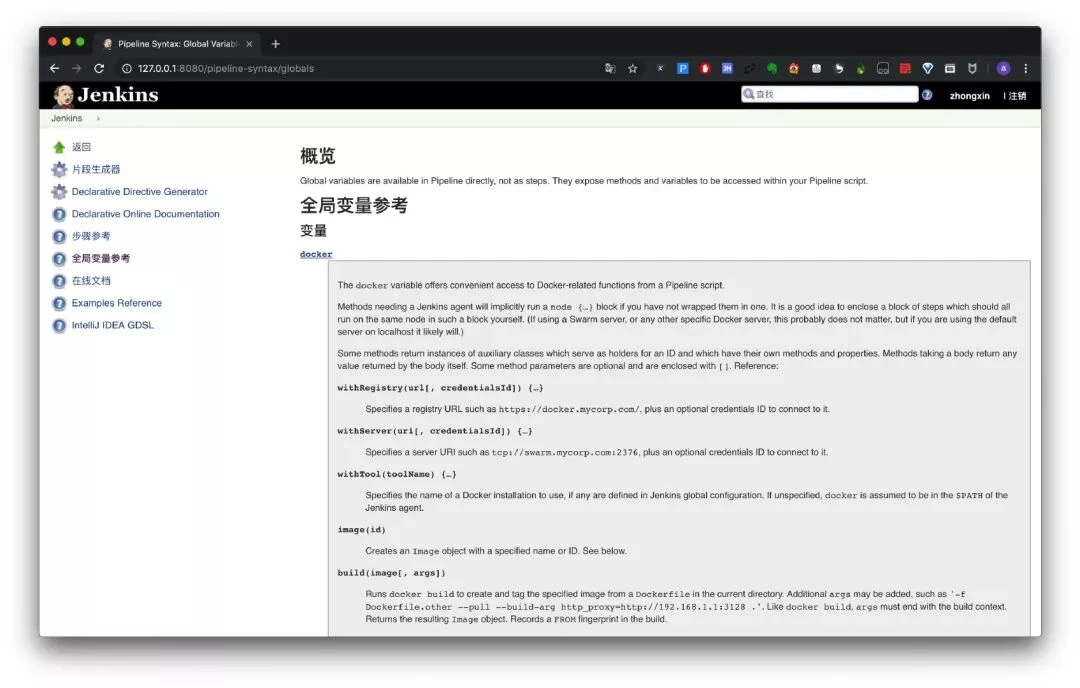 Pipeline Syntax: Global Variabl
127.0.0.1:8080/pipeline-syntax/globals
Jenkins
查找
zhongxin
注销
Jenkins
返回
片段生成器
Declarative Directive Generator
Declarative Online Documentation
步骤参考
全局变量参考
在线文档
Examples Reference
IntelliJ IDEA GDSL
概览
Global variables are available in Pipeline directly, not as steps. They expose methods and variables to be accessed within your Pipeline script.
全局变量参考
变量
docker
The docker variable offers convenient access to Docker-related functions from a Pipeline script.
Methods needing a Jenkins agent will implicitly run a node {…} block if you have not wrapped them in one. It is a good idea to enclose a block of steps which should all
run on the same node in such a block yourself. (If using a Swarm server, or any other specific Docker server, this probably does not matter, but if you are using the default
server on localhost it likely will.)
Some methods return instances of auxiliary classes which serve as holders for an ID and which have their own methods and properties. Methods taking a body return any
value returned by the body itself. Some method parameters are optional and are enclosed with []. Reference:
withRegistry(url[, credentialsId]) {…}
Specifies a registry URL such as https://docker.mycorp.com/, plus an optional credentials ID to connect to it.
withServer(uri[, credentialsId]) {…}
Specifies a server URI such as tcp://swarm.mycorp.com:2376, plus an optional credentials ID to connect to it.
withTool(toolName) {…}
Specifies the name of a Docker installation to use, if any are defined in Jenkins global configuration. If unspecified, docker is assumed to be in the $PATH of the
Jenkins agent.
image(id)
Creates an Image object with a specified name or ID. See below.
build(image[, args])
Runs docker build to create and tag the specified image from a Dockerfile in the current directory. Additional args may be added, such as '-f
Dockerfile.other --pull --build-arg http_proxy=http://192.168.1.1:3128 .'. Like docker build, args must end with the build context.
Returns the resulting Image object. Records a FROM fingerprint in the build.